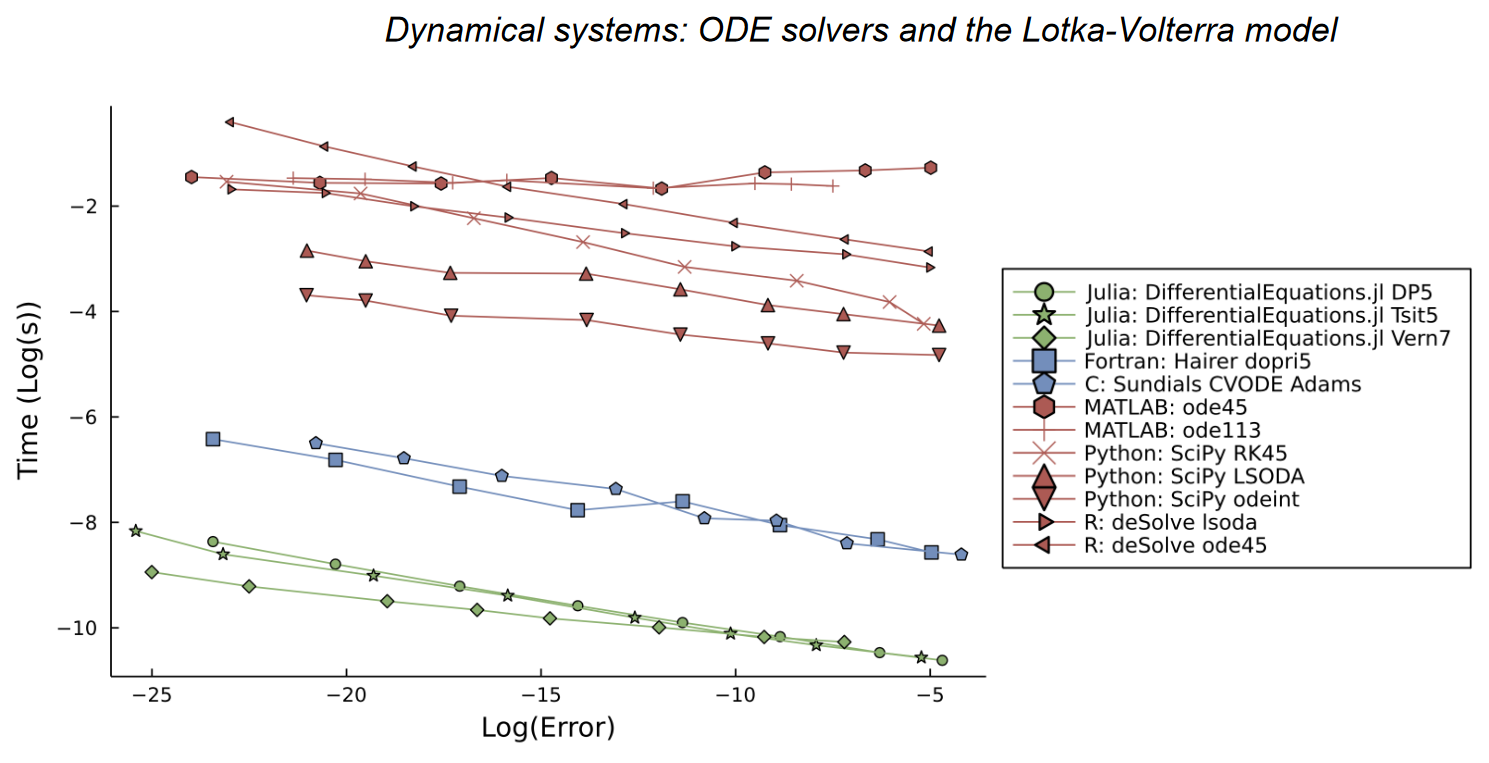 Dynamical systems: ODE solvers and the Lotka-Volterra model
Time (Log(s))
−2
−4
−6
−8
−10
−25
−20
−15
−10
−5
Log(Error)
Julia: DifferentialEquations.jl DP5
Julia: DifferentialEquations.jl Tsit5
Julia: DifferentialEquations.jl Vern7
Fortran: Hairer dopri5
C: Sundials CVODE Adams
MATLAB: ode45
MATLAB: ode113
Python: SciPy RK45
Python: SciPy LSODA
Python: SciPy odeint
R: deSolve lsoda
R: deSolve ode45